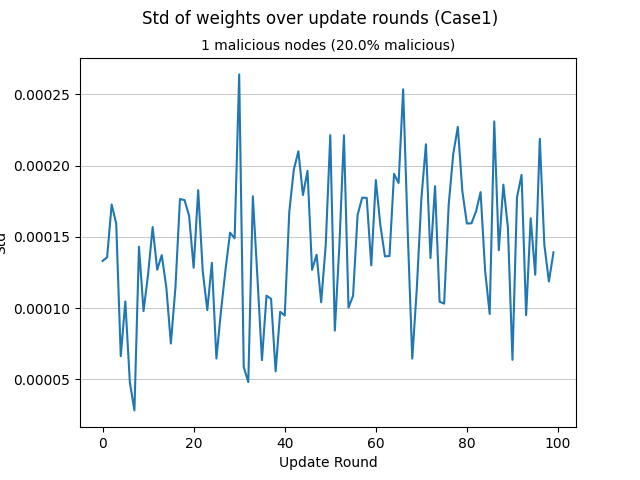 Std of weights over update rounds (Case1)
1 malicious nodes (20.0% malicious)
0.00025
0.00020
0.00015
0.00010
0.00005
Std
0 20 40 60 80 100
Update Round